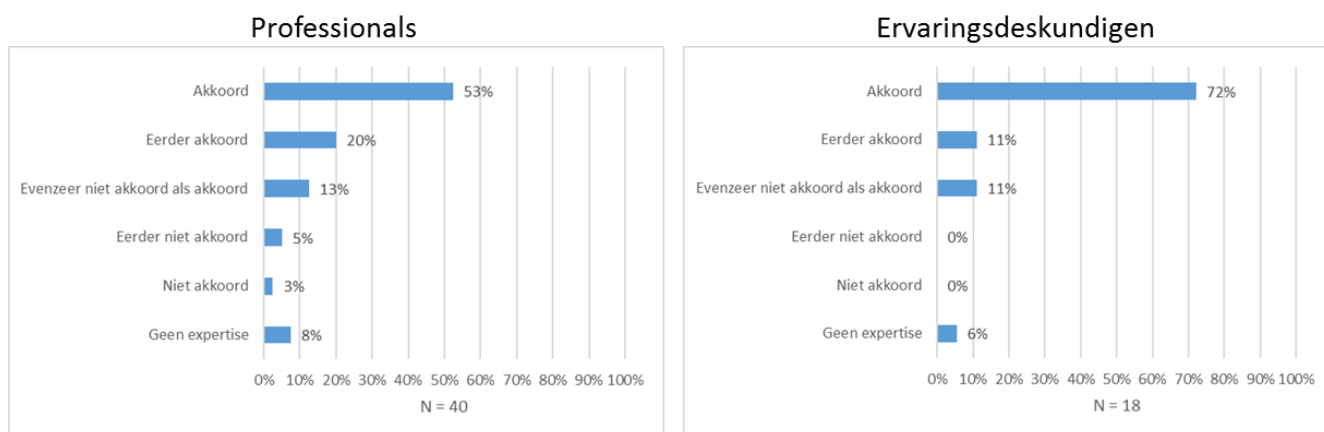 Professionals
Akkoord 53%
Eerder akkoord 20%
Evenzeer niet akkoord als akkoord 13%
Eerder niet akkoord 5%
Niet akkoord 3%
Geen expertise 8%
0% 10% 20% 30% 40% 50% 60% 70% 80% 90% 100%
N = 40
Ervaringsdeskundigen
Akkoord 72%
Eerder akkoord 11%
Evenzeer niet akkoord als akkoord 11%
Eerder niet akkoord 0%
Niet akkoord 0%
Geen expertise 6%
0% 10% 20% 30% 40% 50% 60% 70% 80% 90% 100%
N = 18